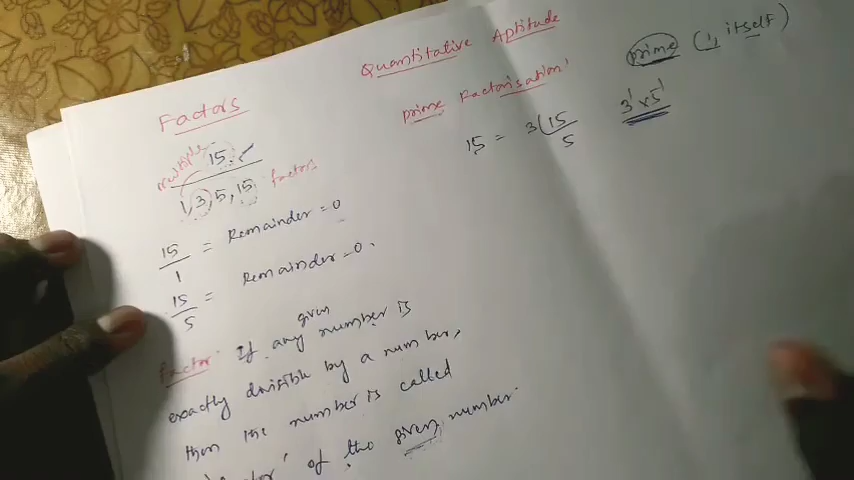 Quantitative Aptitude
Factors
multiple 15
1, 3, 5, 15 factors
15/1 = Remainder = 0
15/5 = Remainder = 0.
factor: If any given number is
exactly divisible by a number,
then the number is called
of the given number.
prime Factorisation
prime (1, itself)
15 = 3(15
5
3¹ x 5¹